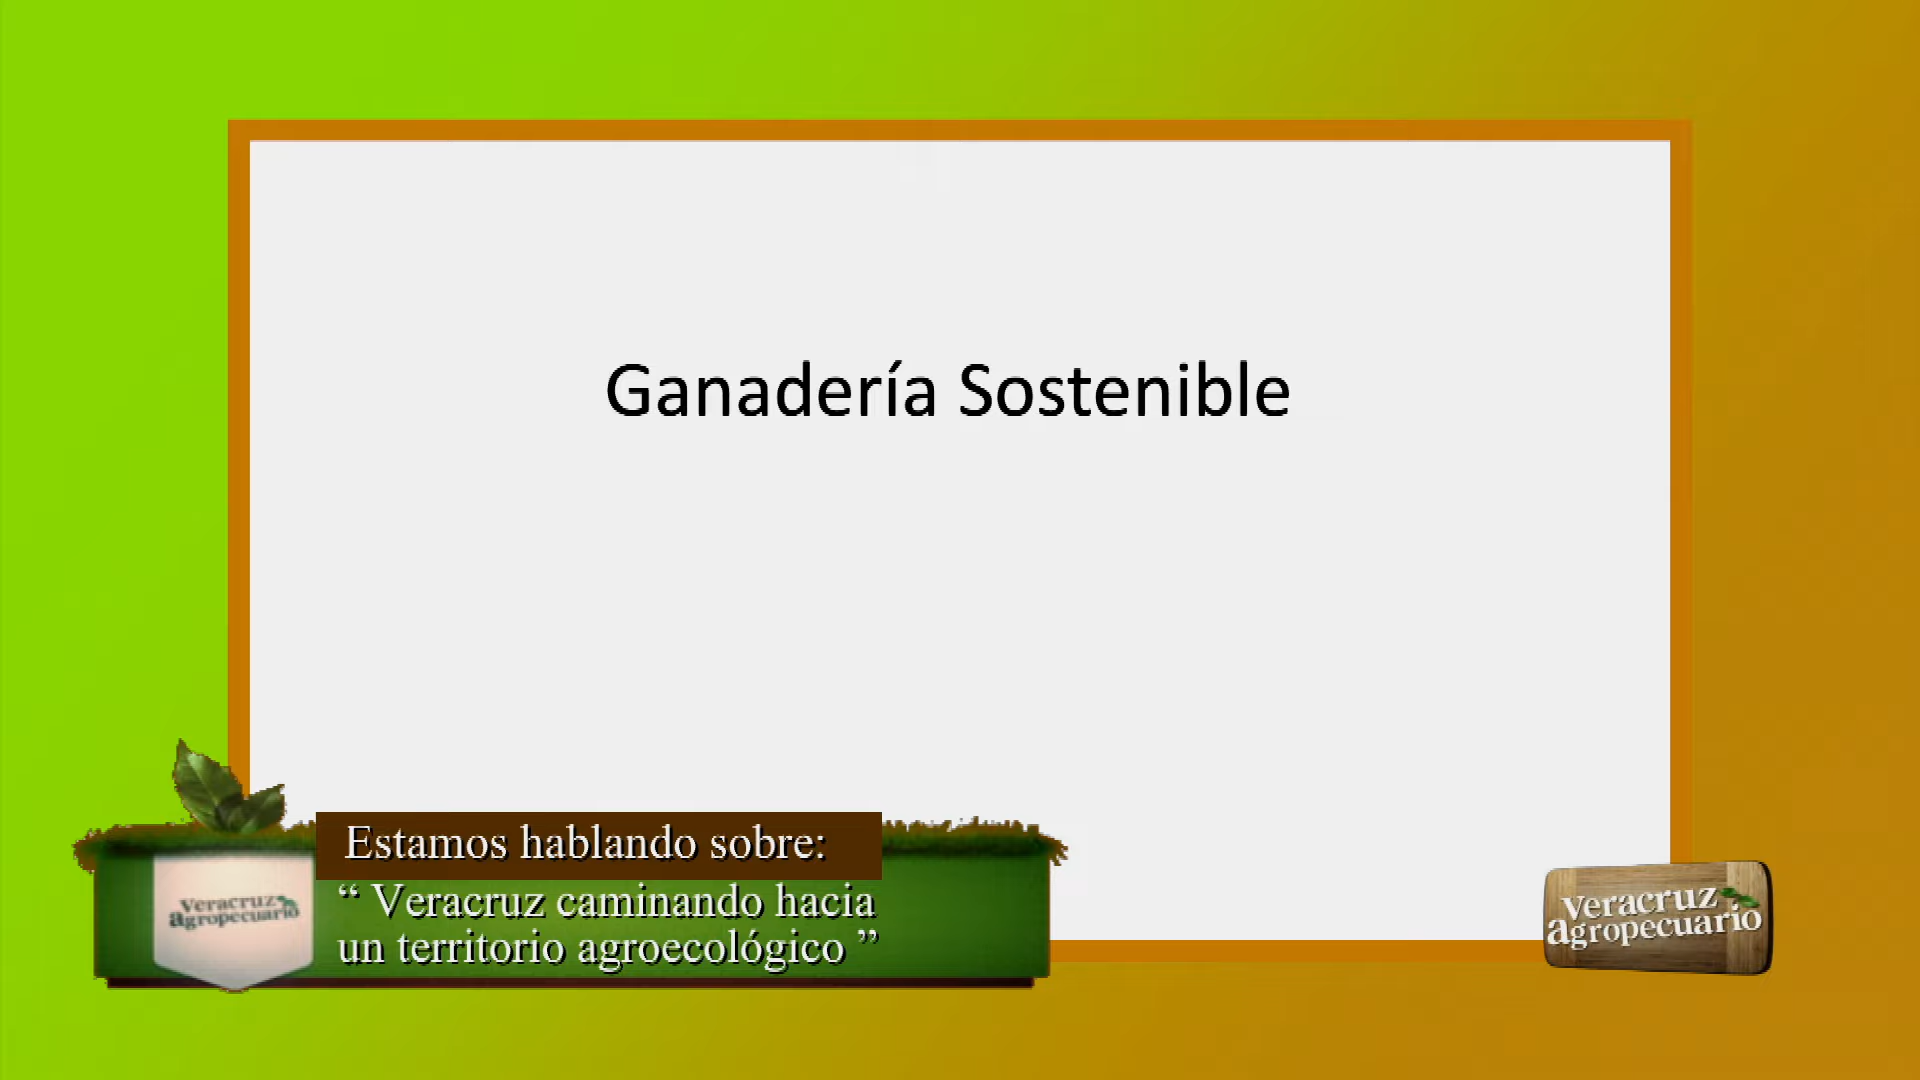 Ganadería Sostenible
Estamos hablando sobre:
“ Veracruz caminando hacia
un territorio agroecológico ”
Veracruz
agropecuario
Veracruz
agropecuario